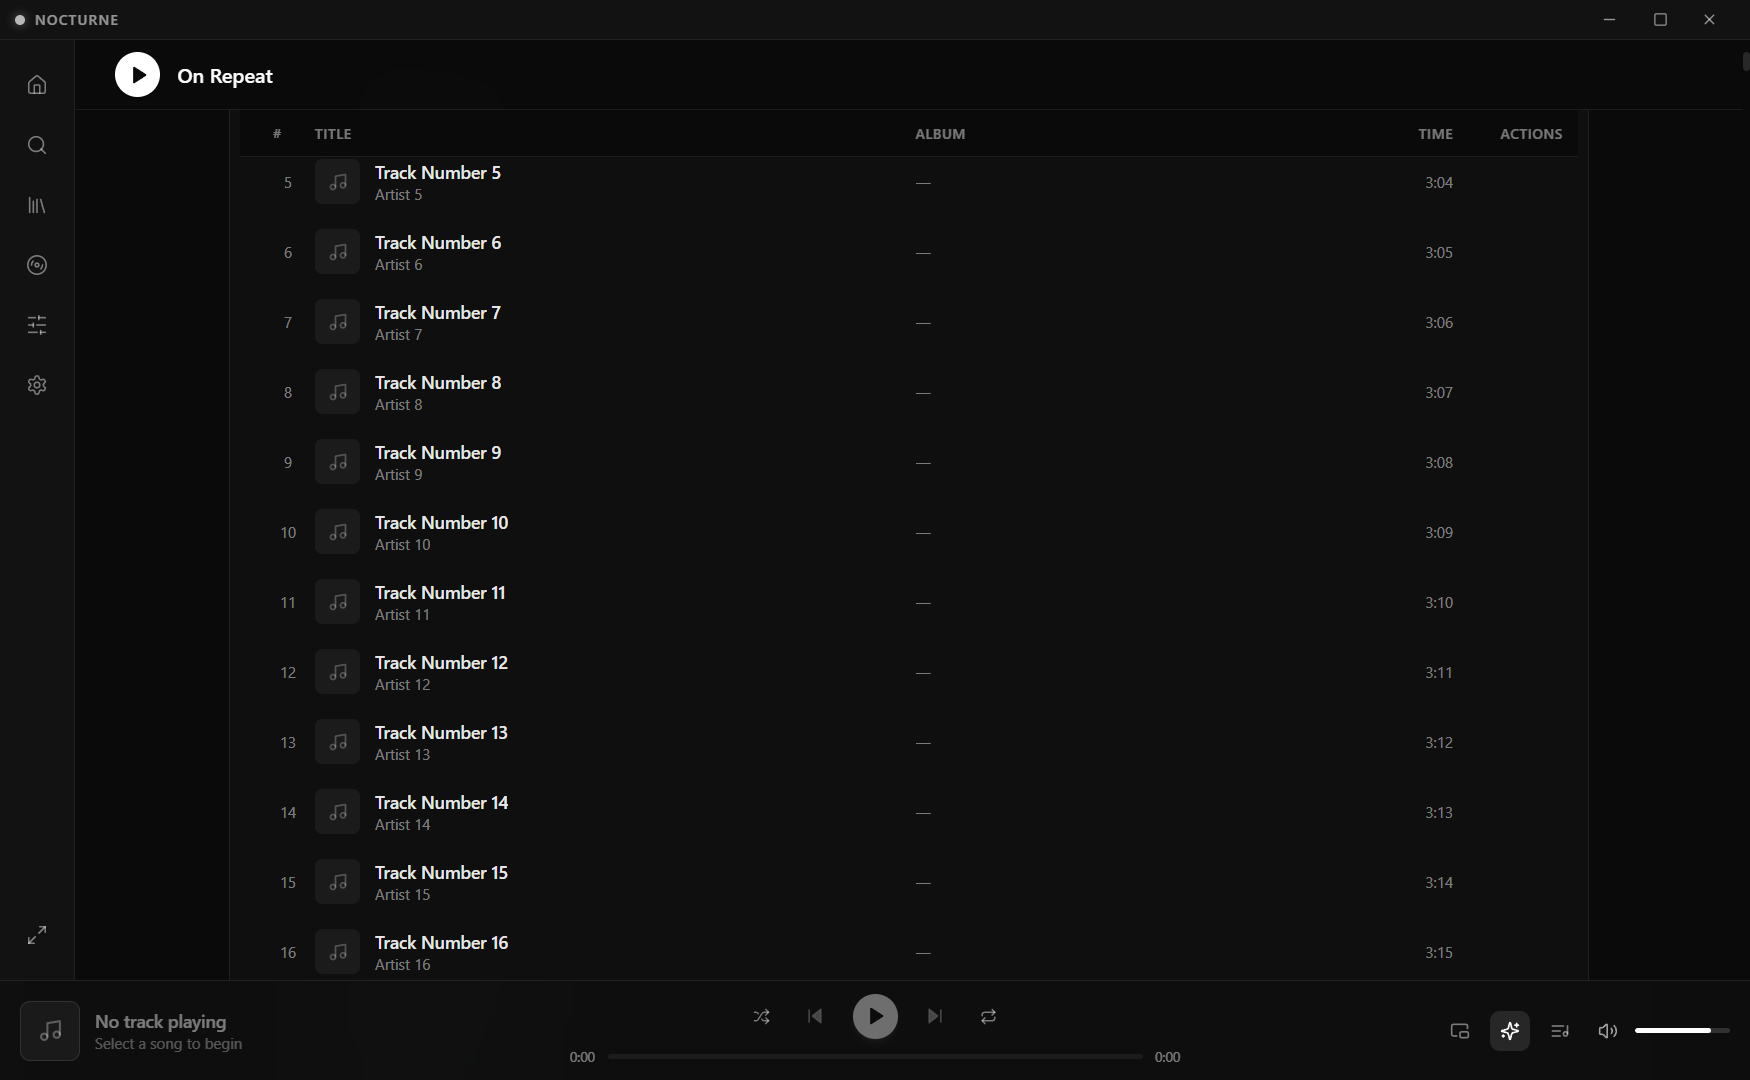 NOCTURNE
On Repeat
# TITLE ALBUM TIME ACTIONS
5 Track Number 5 — 3:04
Artist 5
6 Track Number 6 — 3:05
Artist 6
7 Track Number 7 — 3:06
Artist 7
8 Track Number 8 — 3:07
Artist 8
9 Track Number 9 — 3:08
Artist 9
10 Track Number 10 — 3:09
Artist 10
11 Track Number 11 — 3:10
Artist 11
12 Track Number 12 — 3:11
Artist 12
13 Track Number 13 — 3:12
Artist 13
14 Track Number 14 — 3:13
Artist 14
15 Track Number 15 — 3:14
Artist 15
16 Track Number 16 — 3:15
Artist 16
No track playing
Select a song to begin
0:00 0:00